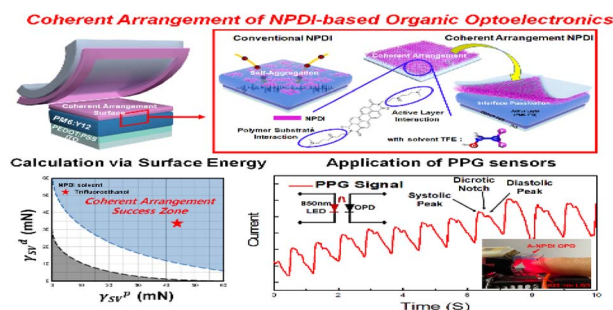 Coherent Arrangement of NPDI-based Organic Optoelectronics
Conventional NPDI
Coherent Arrangement NPDI
Self-Aggregation
Coherent Arrangement
Coherent Arrangement
Surface
PM6:Y12
PEDOT:PSS
ITO
NPDI
Interface Passivation
Polymer Substrate
Interaction
Active Layer
Interaction
with solvent TFE :
Calculation via Surface Energy
Application of PPG sensors
NPDI solvent
Trifluoroethanol
Coherent Arrangement
Success Zone
γSVᵈ (mN)
γSVᵖ (mN)
PPG Signal
850nm
LED
OPD
Systolic
Peak
Dicrotic
Notch
Diastolic
Peak
A-NPDI OPD
Current
0 2 4 6 8 10
Time (S)